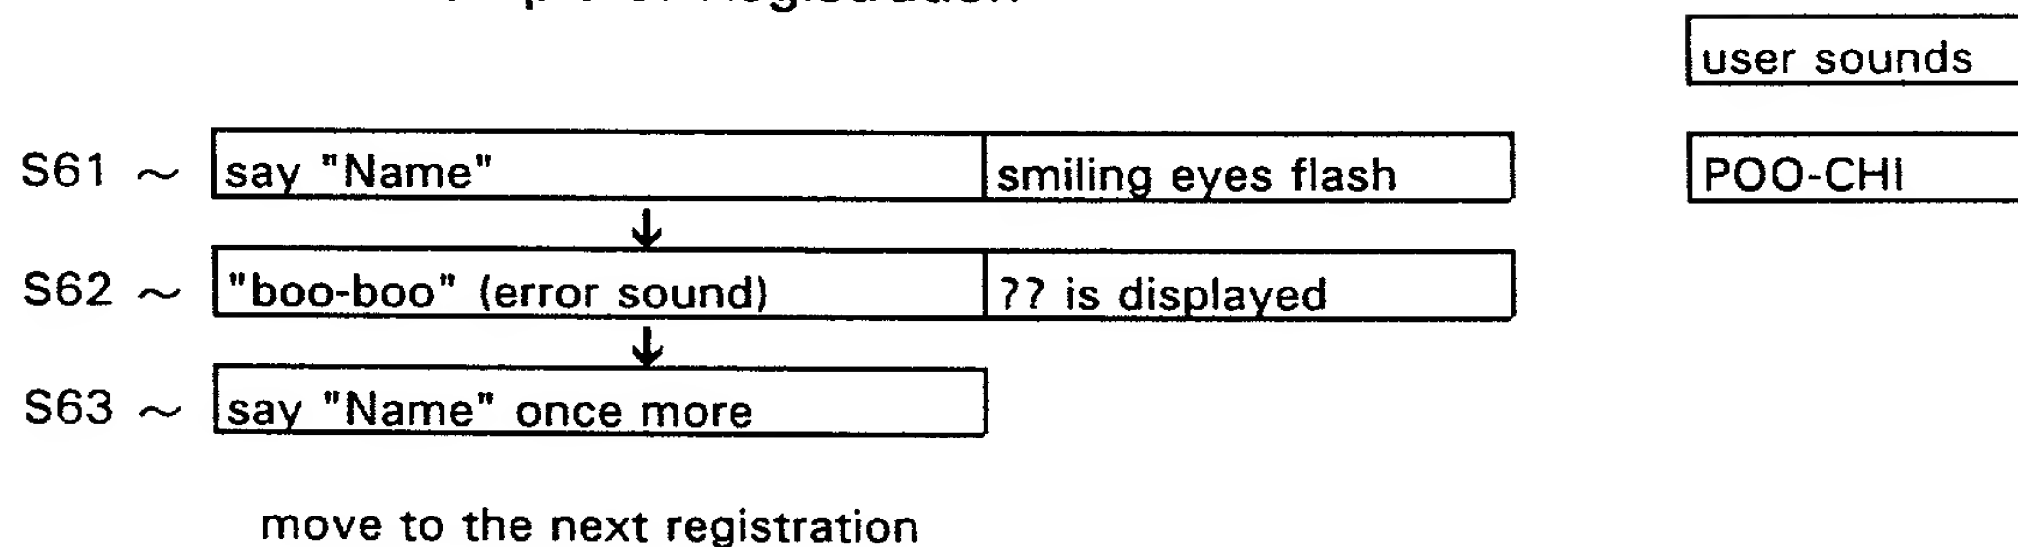 Registration
user sounds
S61 ~ say "Name" smiling eyes flash POO-CHI
S62 ~ "boo-boo" (error sound) ?? is displayed
S63 ~ say "Name" once more
move to the next registration